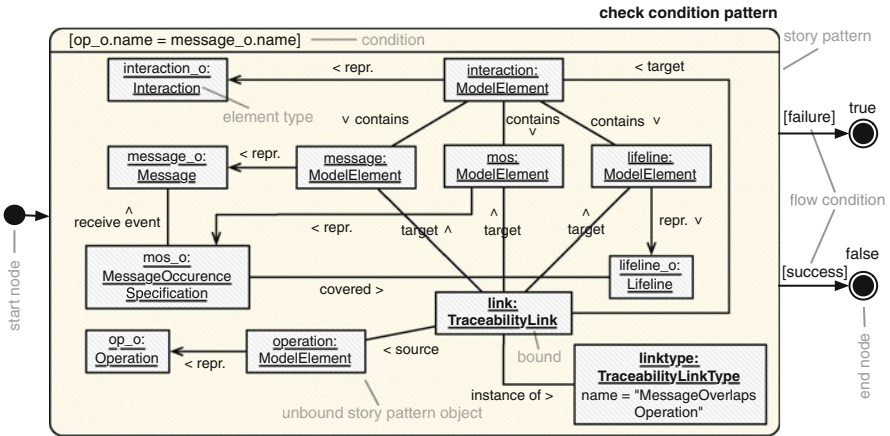 check condition pattern
[op_o.name = message_o.name]
condition
story pattern
interaction_o:
Interaction
< repr.
interaction:
ModelElement
< target
element type
v contains
contains
v
contains v
[failure]
true
message_o:
Message
< repr.
message:
ModelElement
mos:
ModelElement
lifeline:
ModelElement
flow condition
^
receive event
< repr.
target ^
^
target
^
target
repr. v
start node
mos_o:
MessageOccurence
Specification
covered >
lifeline_o:
Lifeline
false
[success]
link:
TraceabilityLink
op_o:
Operation
< repr.
operation:
ModelElement
< source
bound
linktype:
TraceabilityLinkType
name = "MessageOverlaps
Operation"
instance of >
unbound story pattern object
end node